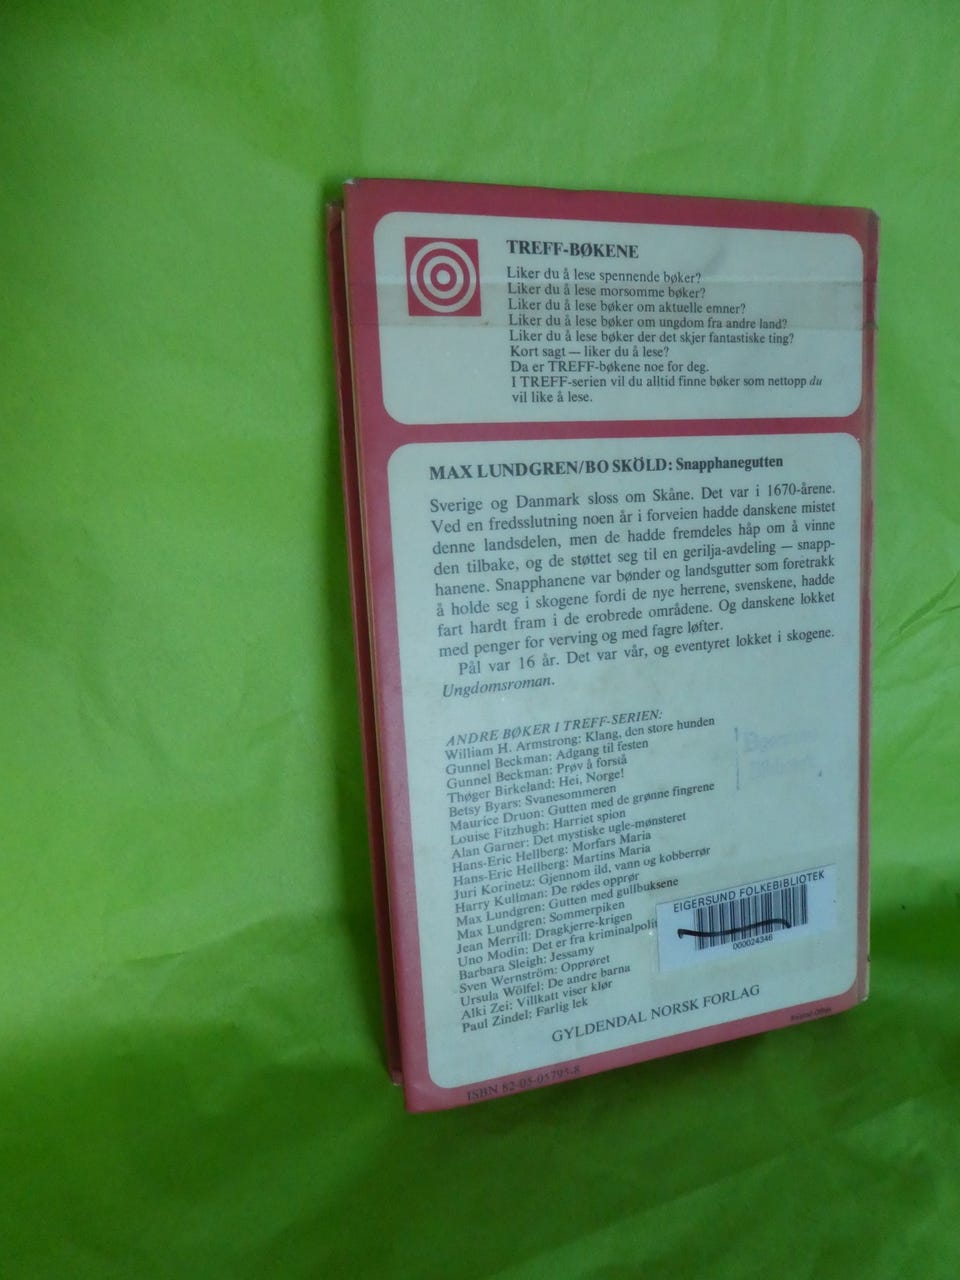 TREFF-BØKENE
Liker du å lese spennende bøker?
Liker du å lese morsomme bøker?
Liker du å lese bøker om aktuelle emner?
Liker du å lese bøker om ungdom fra andre land?
Liker du å lese bøker der det skjer fantastiske ting?
Kort sagt — liker du å lese?
Da er TREFF-bøkene noe for deg.
I TREFF-serien vil du alltid finne bøker som nettopp du
vil like å lese.
MAX LUNDGREN/BO SKÖLD: Snapphanegutten
Sverige og Danmark sloss om Skåne. Det var i 1670-årene.
Ved en fredsslutning noen år i forveien hadde danskene mistet
denne landsdelen, men de hadde fremdeles håp om å vinne
den tilbake, og de støttet seg til en gerilja-avdeling — snapp-
hanene. Snapphanene var bønder og landsgutter som foretrakk
å holde seg i skogene fordi de nye herrene, svenskene, hadde
fart hardt fram i de erobrede områdene. Og danskene lokket
med penger for verving og med fagre løfter.
Pål var 16 år. Det var vår, og eventyret lokket i skogene.
Ungdomsroman.
ANDRE BØKER I TREFF-SERIEN:
William H. Armstrong: Klang, den store hunden
Gunnel Beckman: Adgang til festen
Gunnel Beckman: Prøv å forstå
Thøger Birkeland: Hei, Norge!
Betsy Byars: Svanesommeren
Maurice Druon: Gutten med de grønne fingrene
Louise Fitzhugh: Harriet spion
Alan Garner: Det mystiske ugle-mønsteret
Hans-Eric Hellberg: Morfars Maria
Hans-Eric Hellberg: Martins Maria
Juri Korinetz: Gjennom ild, vann og kobberrør
Harry Kullman: De rødes opprør
Max Lundgren: Gutten med gullbuksene
Max Lundgren: Sommerpiken
Jean Merrill: Dragkjerre-krigen
Uno Modin: Det er fra kriminalpoliti
Barbara Sleigh: Jessamy
Sven Wernström: Opprøret
Ursula Wölfel: De andre barna
Alki Zei: Villkatt viser klør
Paul Zindel: Farlig lek
EIGERSUND FOLKEBIBLIOTEK
000024346
GYLDENDAL NORSK FORLAG
ISBN 82-05-05795-8